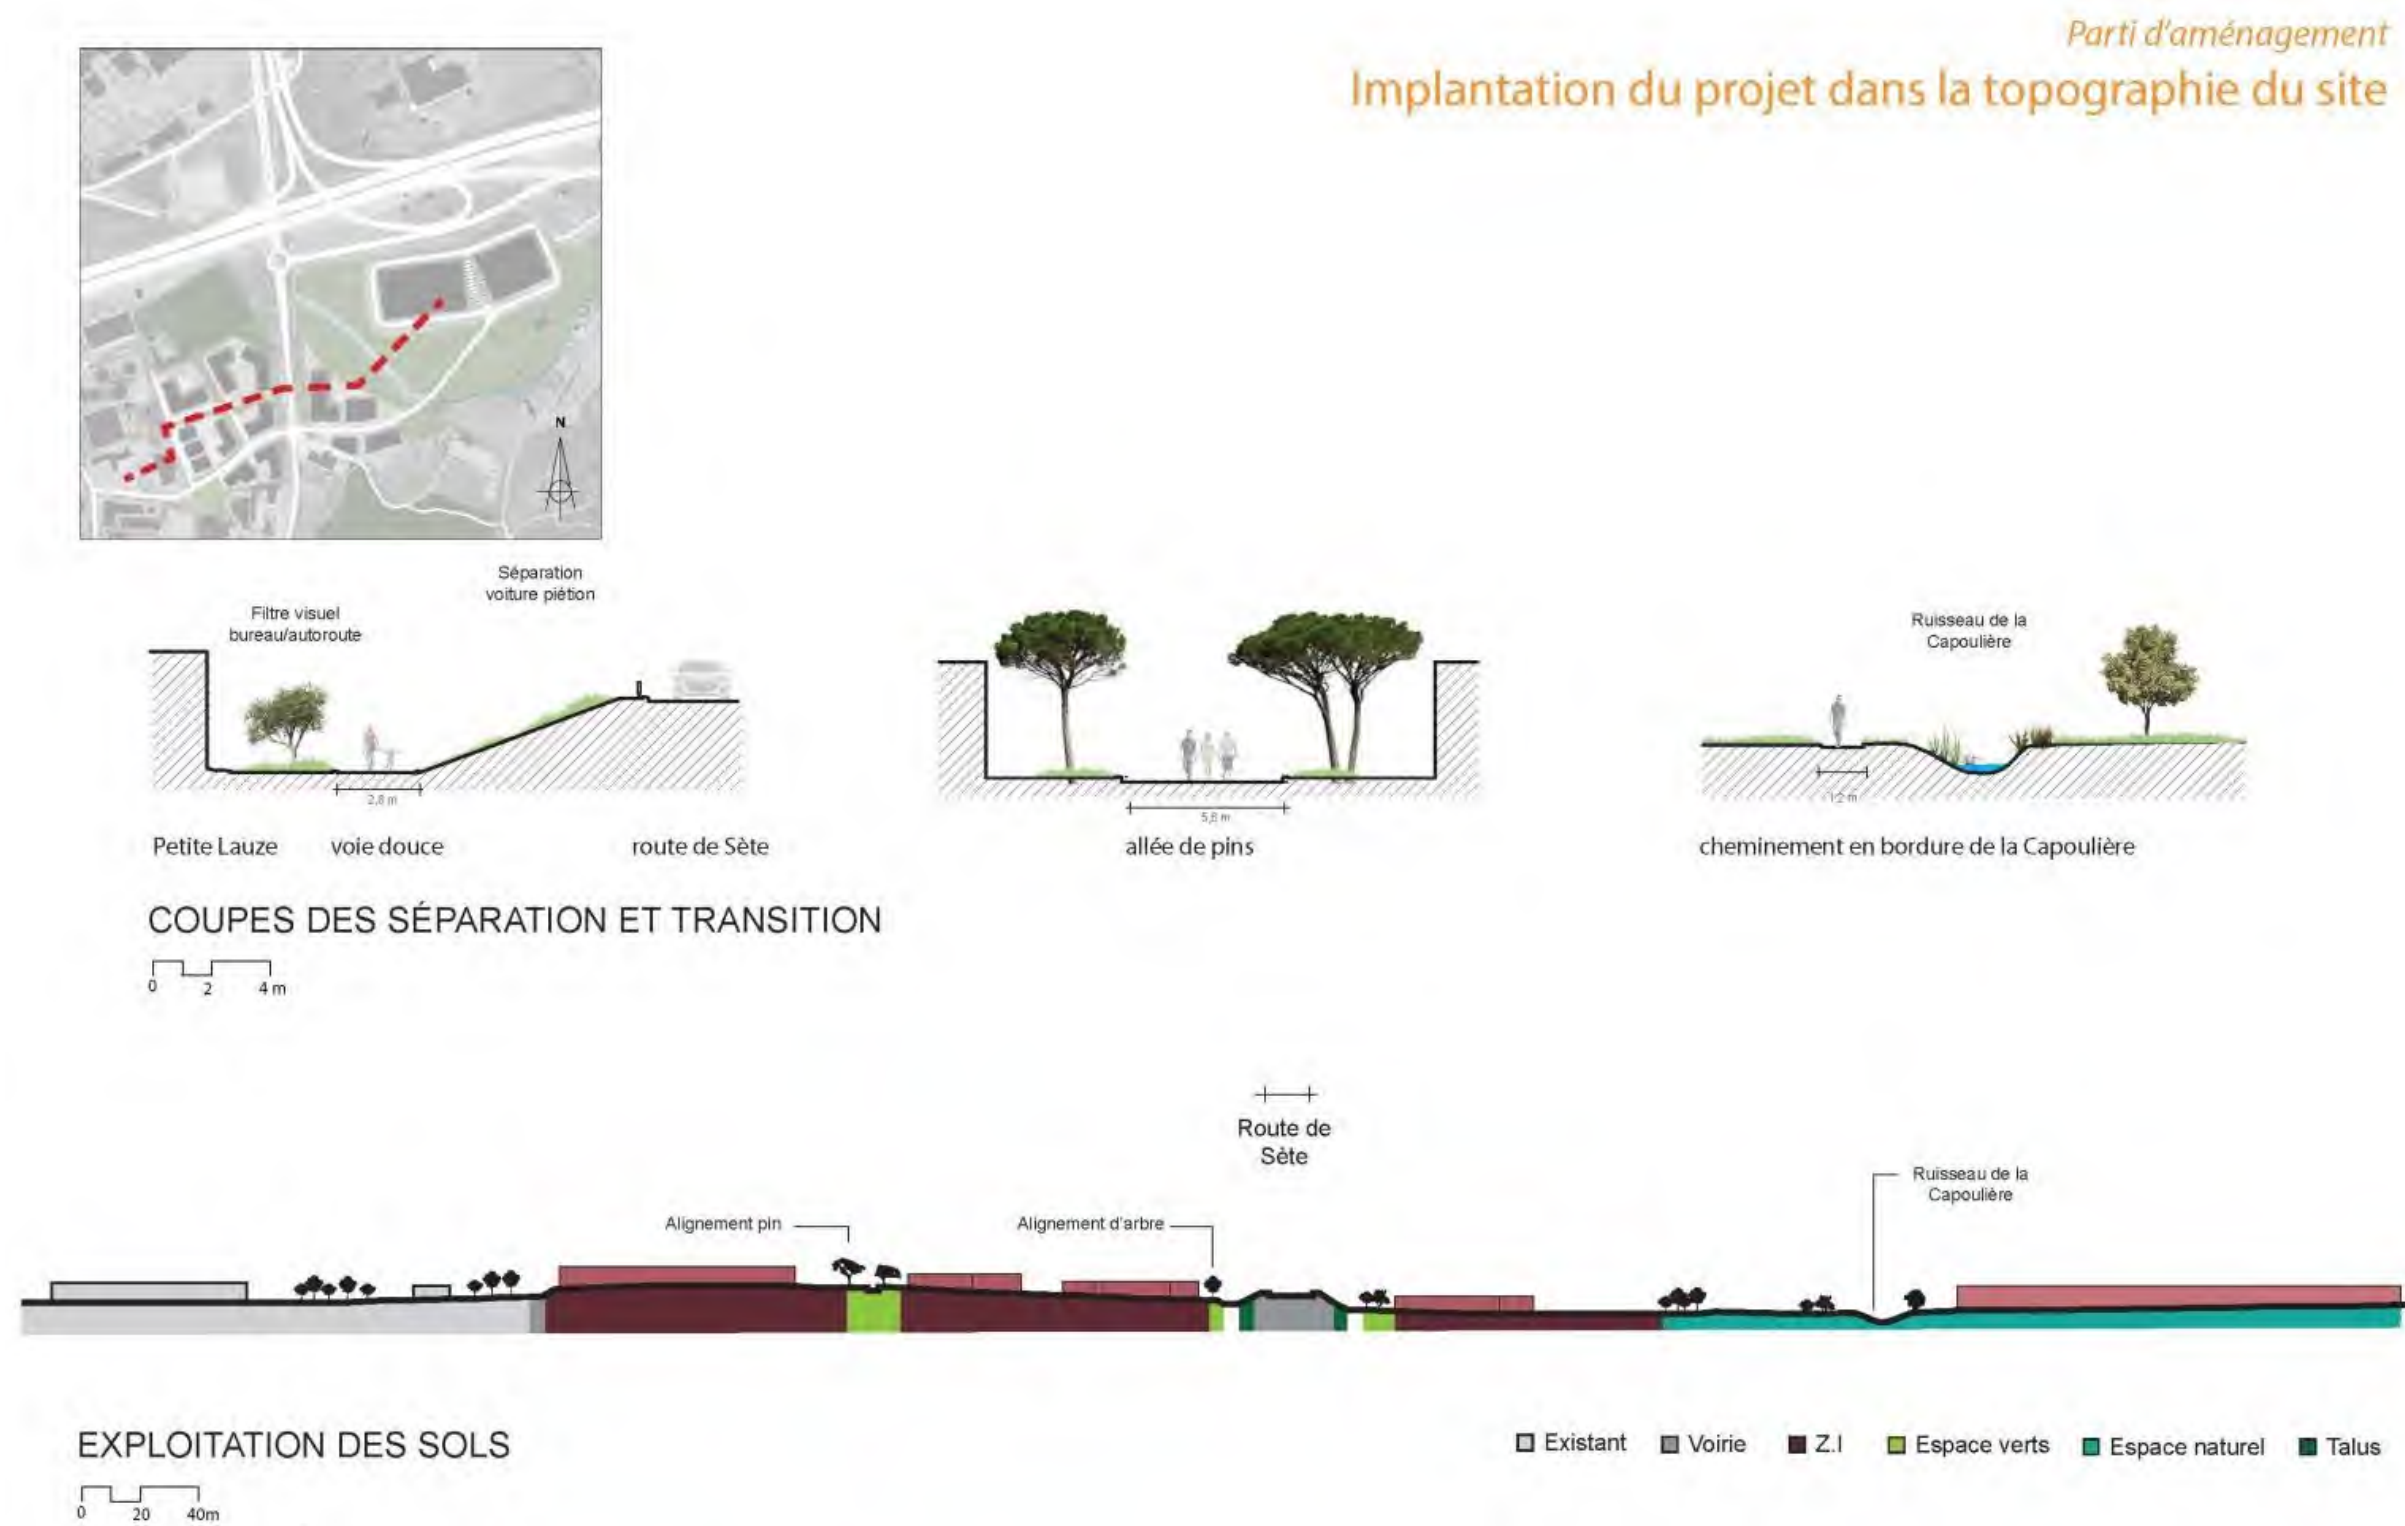 Parti d'aménagement
Implantation du projet dans la topographie du site
N
Séparation
voiture piétion
Filtre visuel
bureau/autoroute
Ruisseau de la
Capoulière
2,8 m
5,8 m
1,2 m
Petite Lauze
voie douce
route de Sète
allée de pins
cheminement en bordure de la Capoulière
COUPES DES SÉPARATION ET TRANSITION
0 2 4 m
Route de
Sète
Ruisseau de la
Capoulière
Alignement pin
Alignement d'arbre
EXPLOITATION DES SOLS
Existant
Voirie
Z.I
Espace verts
Espace naturel
Talus
0 20 40m